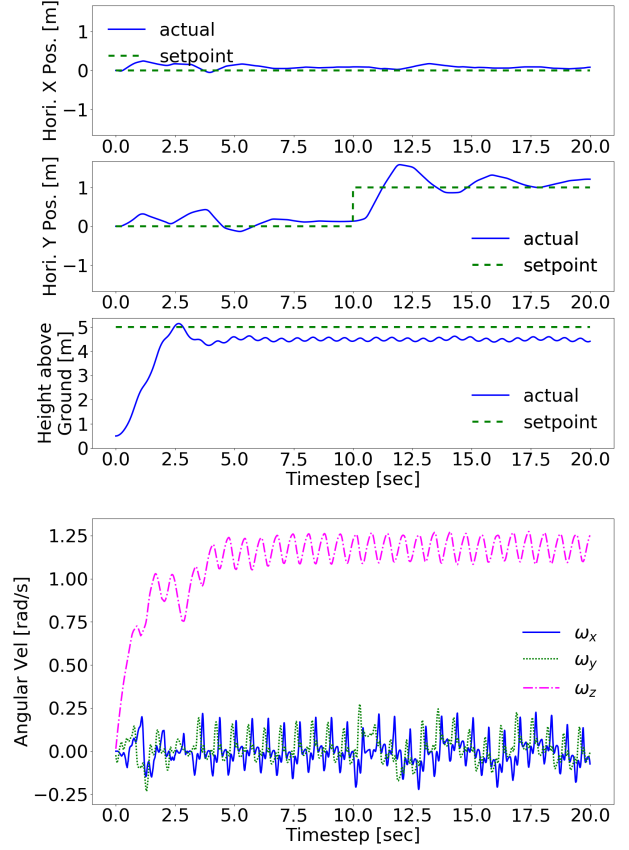 Hori. X Pos. [m]
1
0
−1
actual
setpoint
0.0 2.5 5.0 7.5 10.0 12.5 15.0 17.5 20.0
Hori. Y Pos. [m]
1
0
−1
actual
setpoint
0.0 2.5 5.0 7.5 10.0 12.5 15.0 17.5 20.0
Height above
Ground [m]
5
4
3
2
1
0
actual
setpoint
0.0 2.5 5.0 7.5 10.0 12.5 15.0 17.5 20.0
Timestep [sec]
Angular Vel [rad/s]
1.25
1.00
0.75
0.50
0.25
0.00
−0.25
ωx
ωy
ωz
0.0 2.5 5.0 7.5 10.0 12.5 15.0 17.5 20.0
Timestep [sec]